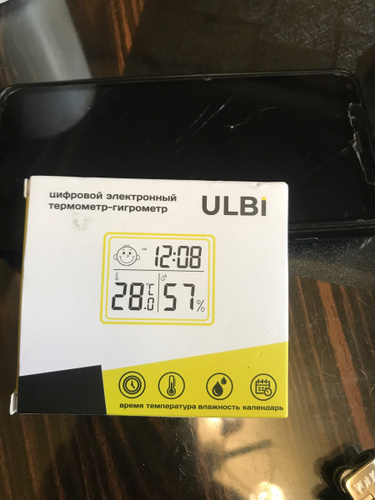 цифровой электронный
термометр-гигрометр
ULBi
12:08
28.0°C 57%
время температура влажность календарь